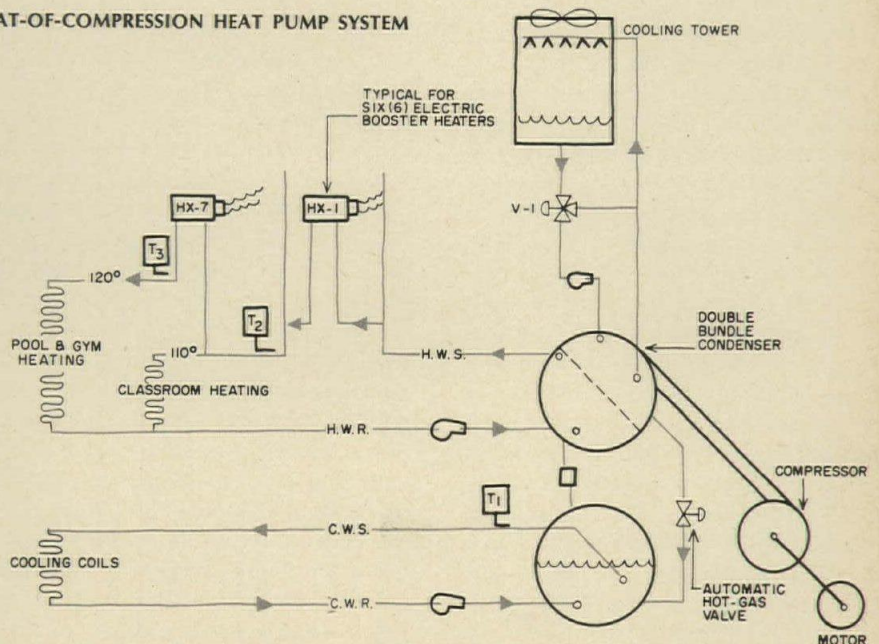 AT-OF-COMPRESSION HEAT PUMP SYSTEM
COOLING TOWER
TYPICAL FOR
SIX(6) ELECTRIC
BOOSTER HEATERS
HX-7
HX-1
V-1
T3
120°
T2
DOUBLE
BUNDLE
CONDENSER
POOL & GYM
HEATING
110°
H.W.S.
CLASSROOM HEATING
H.W.R.
COMPRESSOR
T1
C.W.S.
COOLING COILS
AUTOMATIC
HOT-GAS
VALVE
C.W.R.
MOTOR